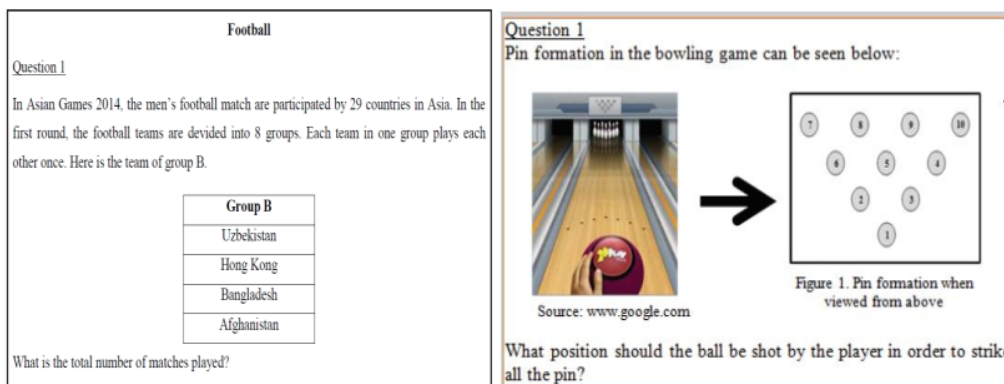 Football
Question 1
In Asian Games 2014, the men's football match are participated by 29 countries in Asia. In the
first round, the football teams are devided into 8 groups. Each team in one group plays each
other once. Here is the team of group B.
Group B
Uzbekistan
Hong Kong
Bangladesh
Afghanistan
What is the total number of matches played?
Question 1
Pin formation in the bowling game can be seen below:
7 8 9 10
6 5 4
2 3
1
Source: www.google.com
Figure 1. Pin formation when
viewed from above
What position should the ball be shot by the player in order to strike
all the pin?